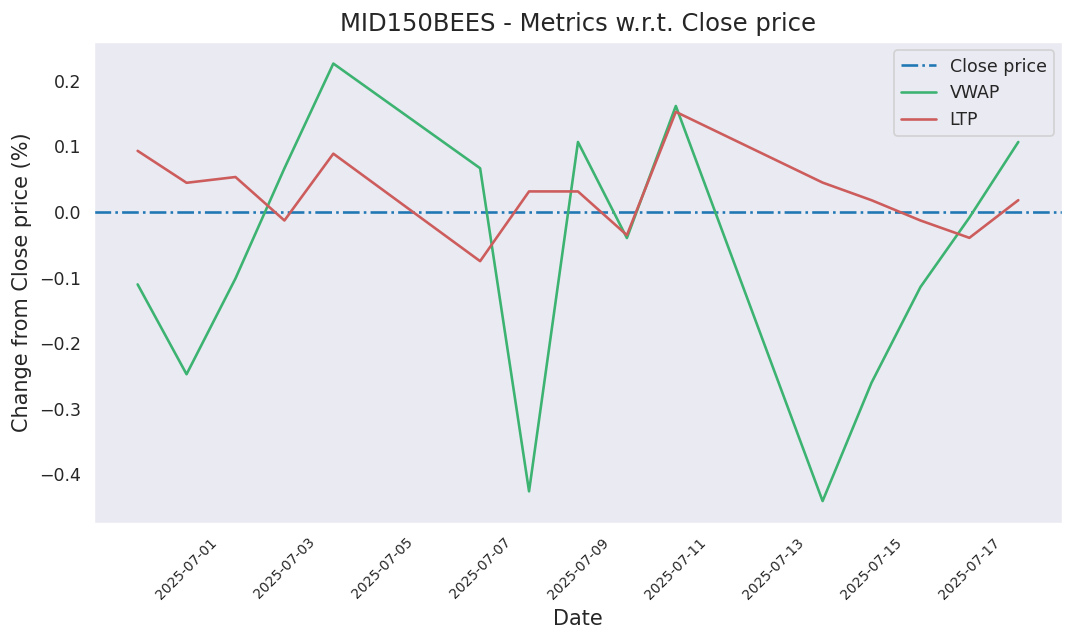 MID150BEES - Metrics w.r.t. Close price
Close price
VWAP
LTP
Change from Close price (%)
0.2
0.1
0.0
−0.1
−0.2
−0.3
−0.4
2025-07-01
2025-07-03
2025-07-05
2025-07-07
2025-07-09
2025-07-11
2025-07-13
2025-07-15
2025-07-17
Date